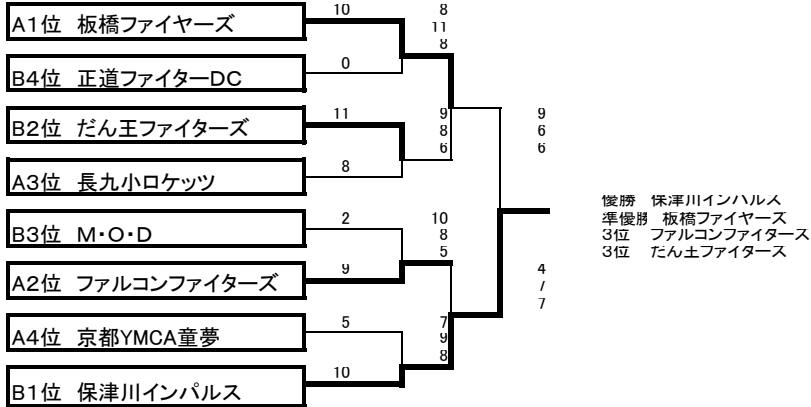 A1位 板橋ファイヤーズ
10
8
11
8
B4位 正道ファイターDC
0
B2位 だん王ファイターズ
11
9
8
6
9
6
6
A3位 長九小ロケッツ
8
優勝 保津川インパルス
準優勝 板橋ファイヤーズ
3位 ファルコンファイタース
3位 だん王ファイタース
B3位 M・O・D
2
10
8
5
A2位 ファルコンファイターズ
9
4
7
7
A4位 京都YMCA童夢
5
7
9
8
B1位 保津川インパルス
10